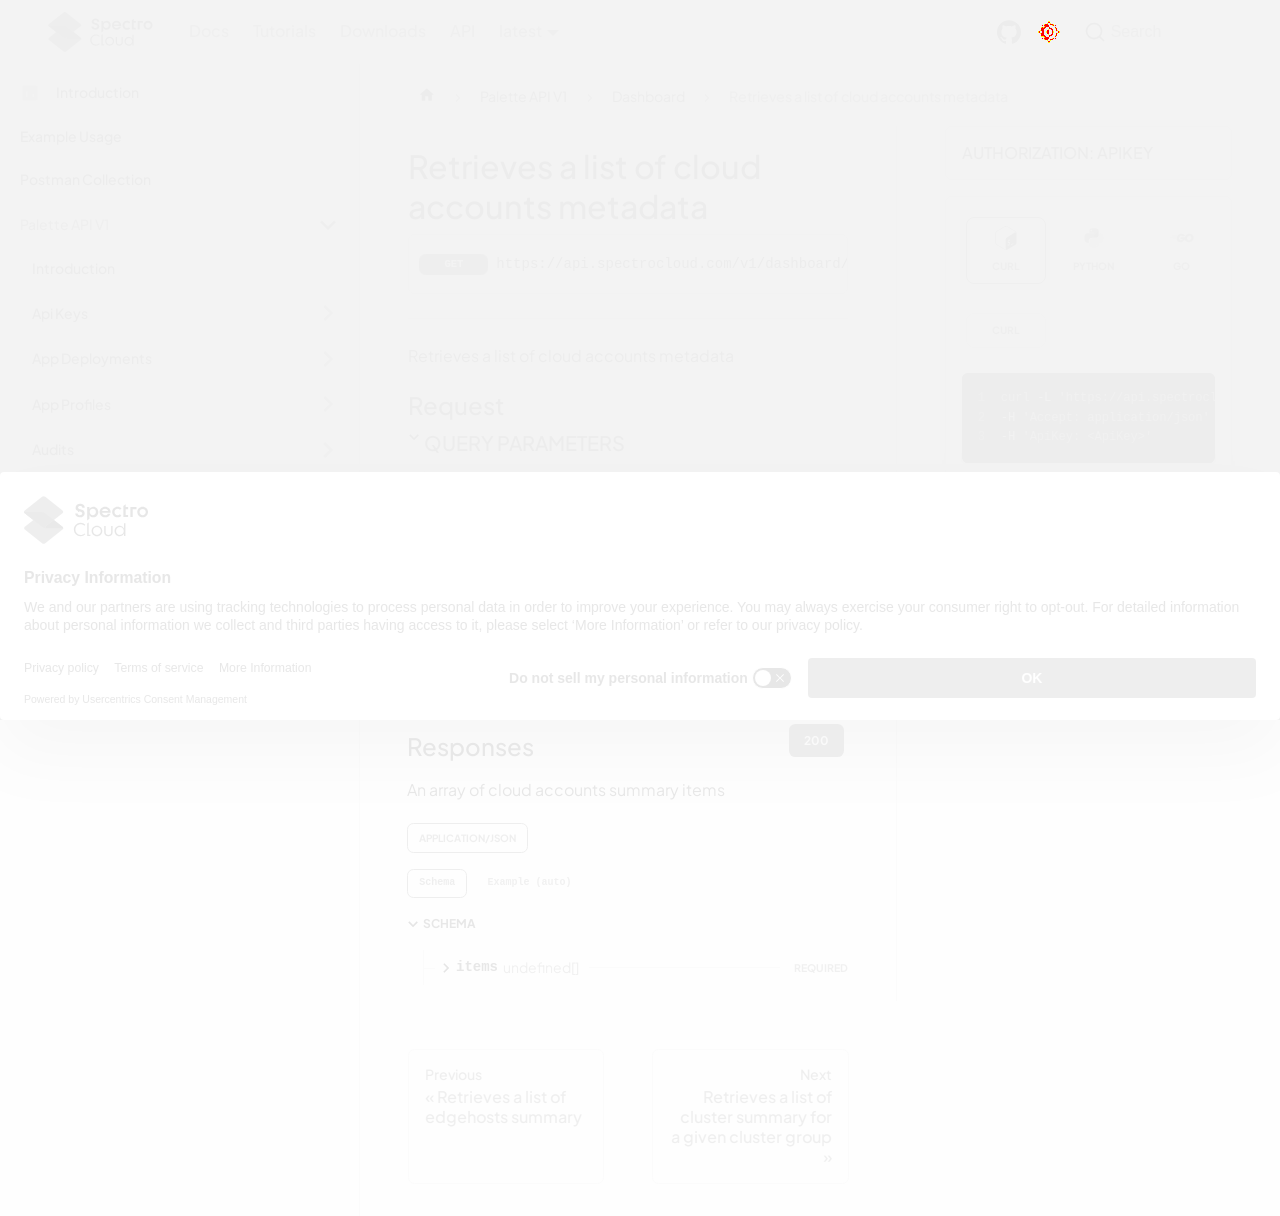 Spectro Cloud
Docs Tutorials Downloads API latest
Search
Introduction
Example Usage
Postman Collection
Palette API V1
Introduction
Api Keys
App Deployments
App Profiles
Audits
Palette API V1
Dashboard
Retrieves a list of cloud accounts metadata
Retrieves a list of cloud
accounts metadata
GET
https://api.spectrocloud.com/v1/dashboard/
Retrieves a list of cloud accounts metadata
Request
QUERY PARAMETERS
AUTHORIZATION: APIKEY
CURL PYTHON GO
CURL
Spectro
Cloud
Privacy Information
We and our partners are using tracking technologies to process personal data in order to improve your experience. You may always exercise your consumer right to opt-out. For detailed information
about personal information we collect and third parties having access to it, please select 'More Information' or refer to our privacy policy.
Privacy policy Terms of service More Information
Powered by Usercentrics Consent Management
Do not sell my personal information
OK
Responses
200
An array of cloud accounts summary items
APPLICATION/JSON
Schema Example (auto)
SCHEMA
items undefined[] REQUIRED
Previous
« Retrieves a list of
edgehosts summary
Next
Retrieves a list of
cluster summary for
a given cluster group
»